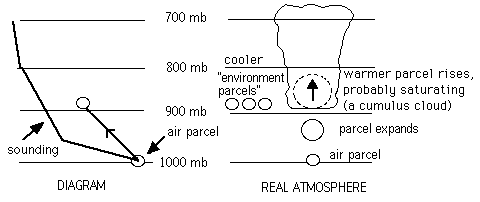 700 mb
800 mb
cooler
"environment
parcels"
warmer parcel rises,
probably saturating
(a cumulus cloud)
900 mb
parcel expands
air parcel
sounding
1000 mb
air parcel
DIAGRAM
REAL ATMOSPHERE